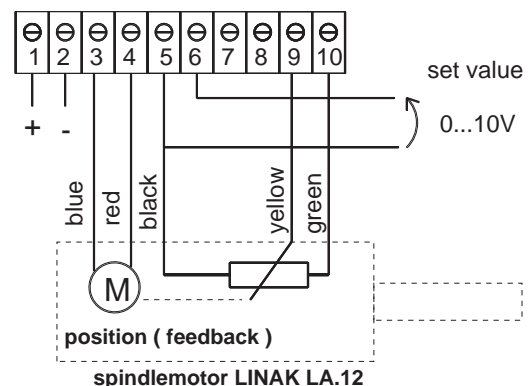 1 2 3 4 5 6 7 8 9 10
set value
+ -
0...10V
blue
red
black
yellow
green
M
position ( feedback )
spindlemotor LINAK LA.12